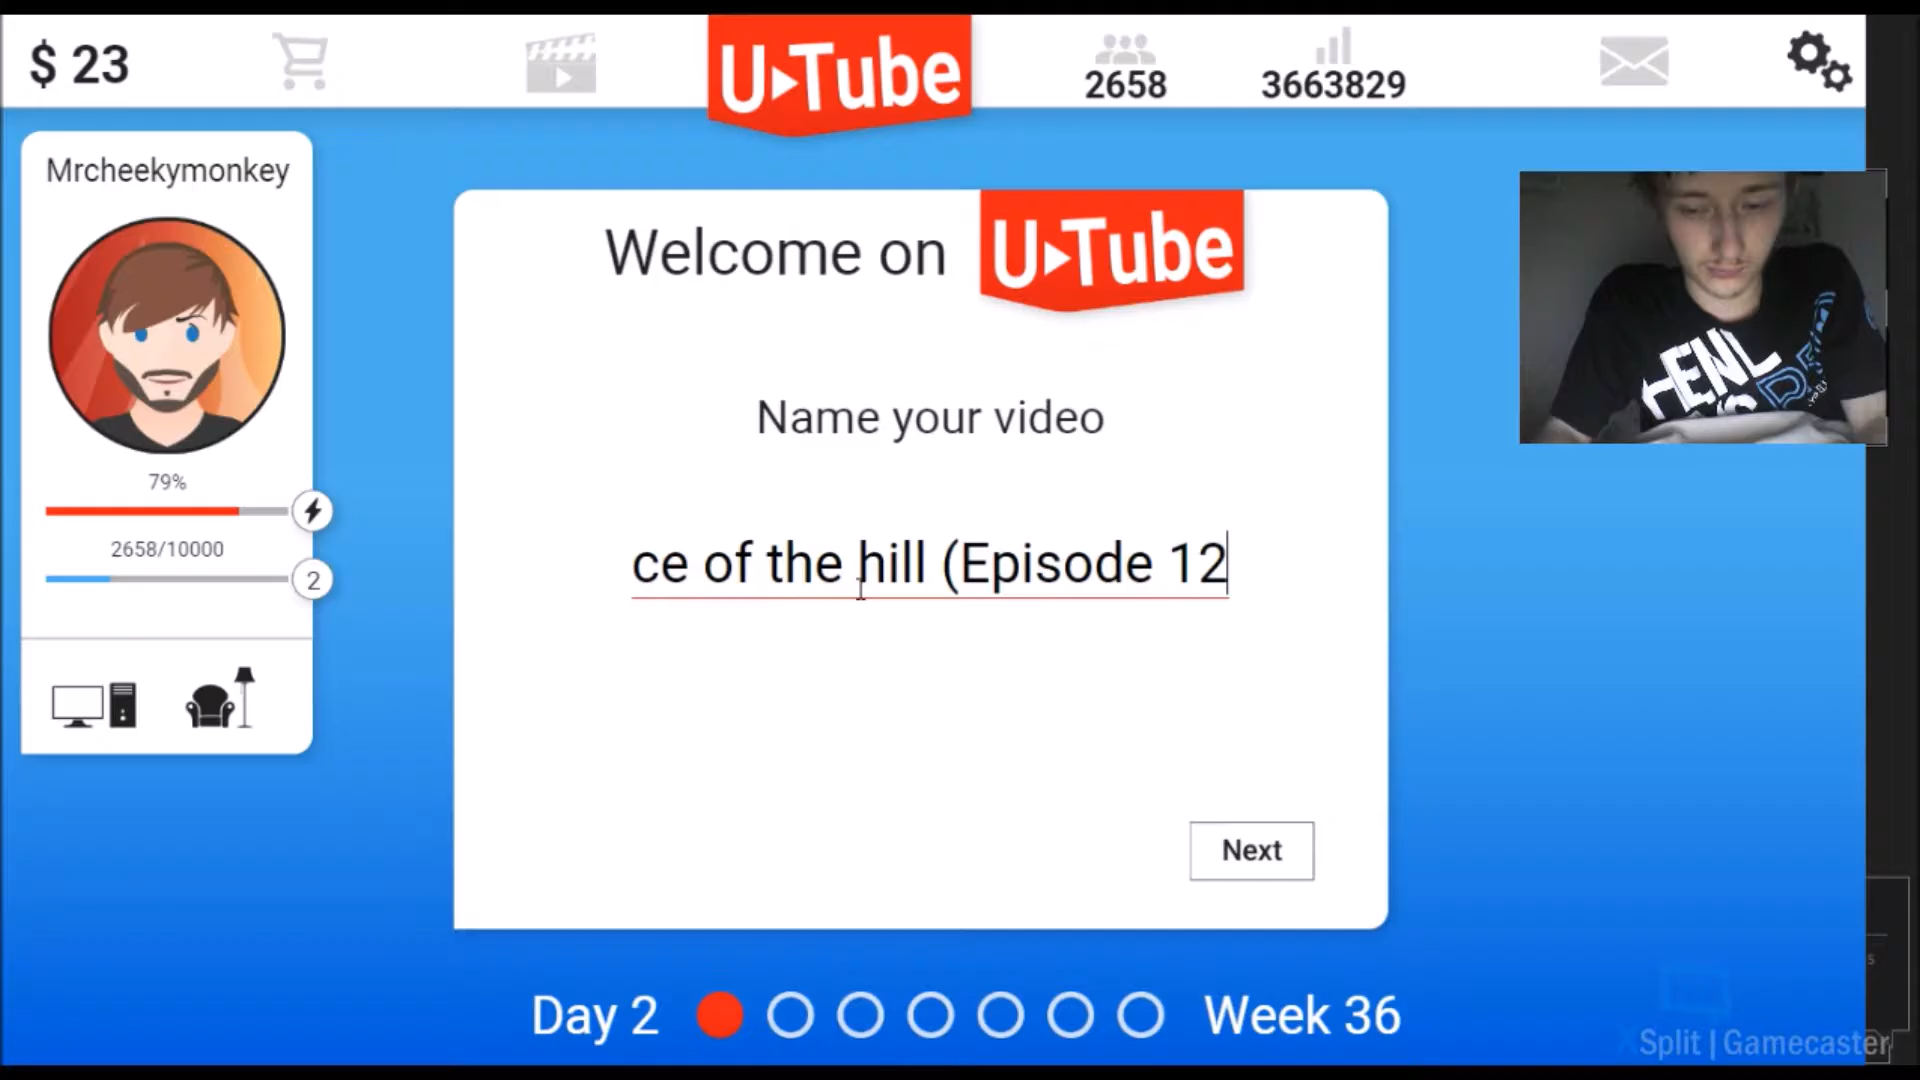 $ 23
U Tube
2658
3663829
Mrcheekymonkey
79%
2658/10000
2
Welcome on U Tube
Name your video
ce of the hill (Episode 12
Next
Day 2
Week 36
XSplit | Gamecaster